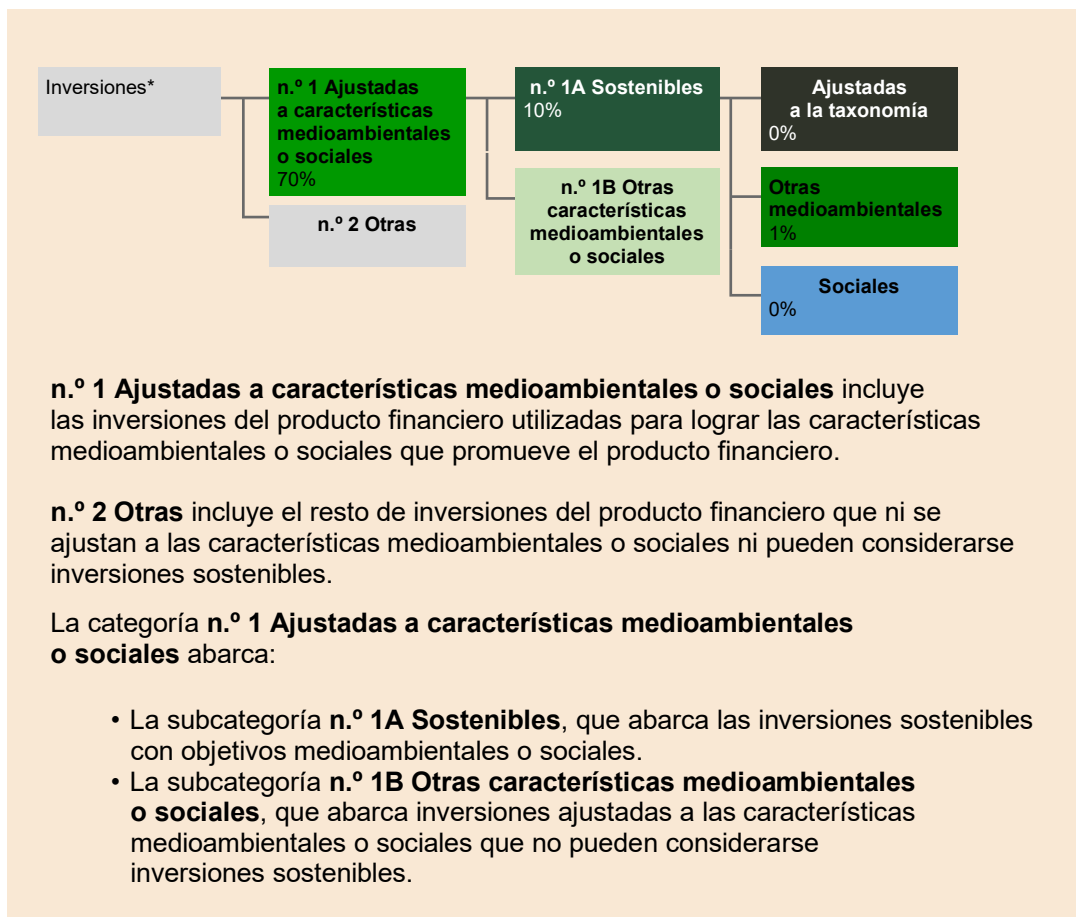 Inversiones*
n.º 1 Ajustadas
a características
medioambientales
o sociales
70%
n.º 2 Otras
n.º 1A Sostenibles
10%
n.º 1B Otras
características
medioambientales
o sociales
Ajustadas
a la taxonomía
0%
Otras
medioambientales
1%
Sociales
0%
n.º 1 Ajustadas a características medioambientales o sociales incluye
las inversiones del producto financiero utilizadas para lograr las características
medioambientales o sociales que promueve el producto financiero.
n.º 2 Otras incluye el resto de inversiones del producto financiero que ni se
ajustan a las características medioambientales o sociales ni pueden considerarse
inversiones sostenibles.
La categoría n.º 1 Ajustadas a características medioambientales
o sociales abarca:
• La subcategoría n.º 1A Sostenibles, que abarca las inversiones sostenibles
con objetivos medioambientales o sociales.
• La subcategoría n.º 1B Otras características medioambientales
o sociales, que abarca inversiones ajustadas a las características
medioambientales o sociales que no pueden considerarse
inversiones sostenibles.